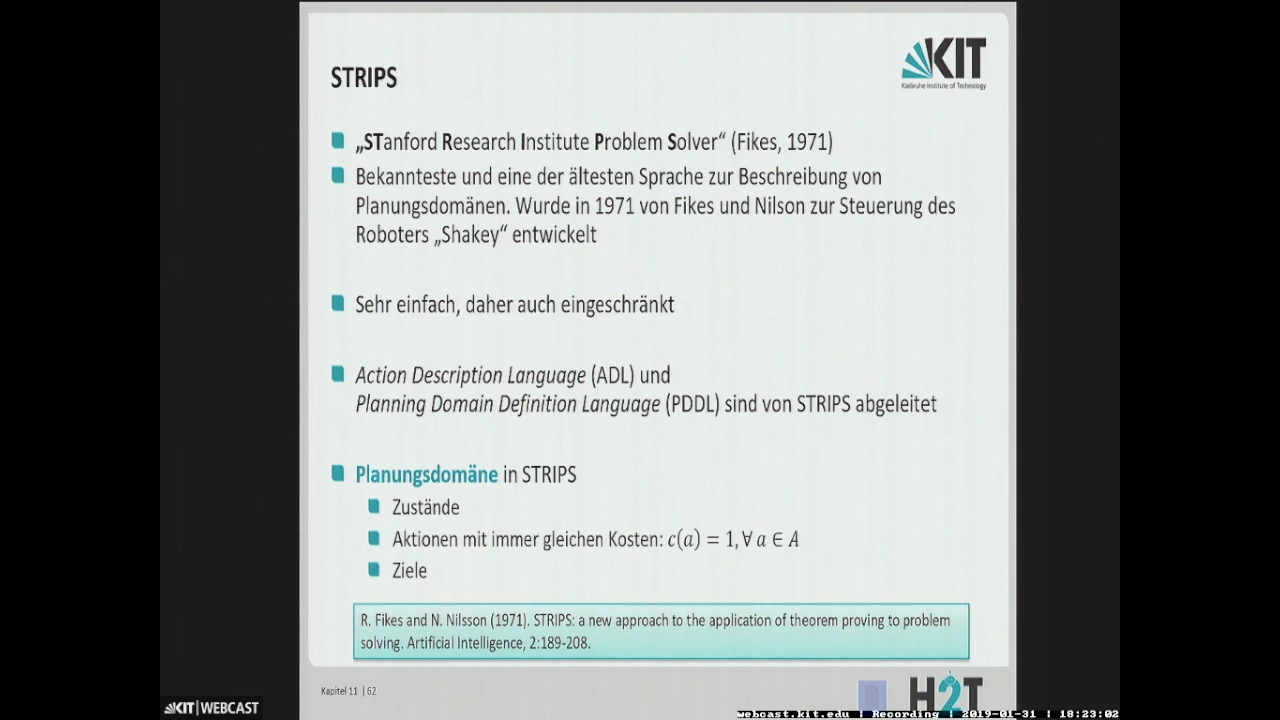 STRIPS
KIT
Karlsruhe Institute of Technology
„STanford Research Institute Problem Solver“ (Fikes, 1971)
Bekannteste und eine der ältesten Sprache zur Beschreibung von
Planungsdomänen. Wurde in 1971 von Fikes und Nilson zur Steuerung des
Roboters „Shakey“ entwickelt
Sehr einfach, daher auch eingeschränkt
Action Description Language (ADL) und
Planning Domain Definition Language (PDDL) sind von STRIPS abgeleitet
Planungsdomäne in STRIPS
Zustände
Aktionen mit immer gleichen Kosten: c(a) = 1, ∀ a ∈ A
Ziele
R. Fikes and N. Nilsson (1971). STRIPS: a new approach to the application of theorem proving to problem
solving. Artificial Intelligence, 2:189-208.
Kapitel 11 | 62
H2T
KIT | WEBCAST
webcast.kit.edu | Recording | 2019-01-31 | 18:23:02